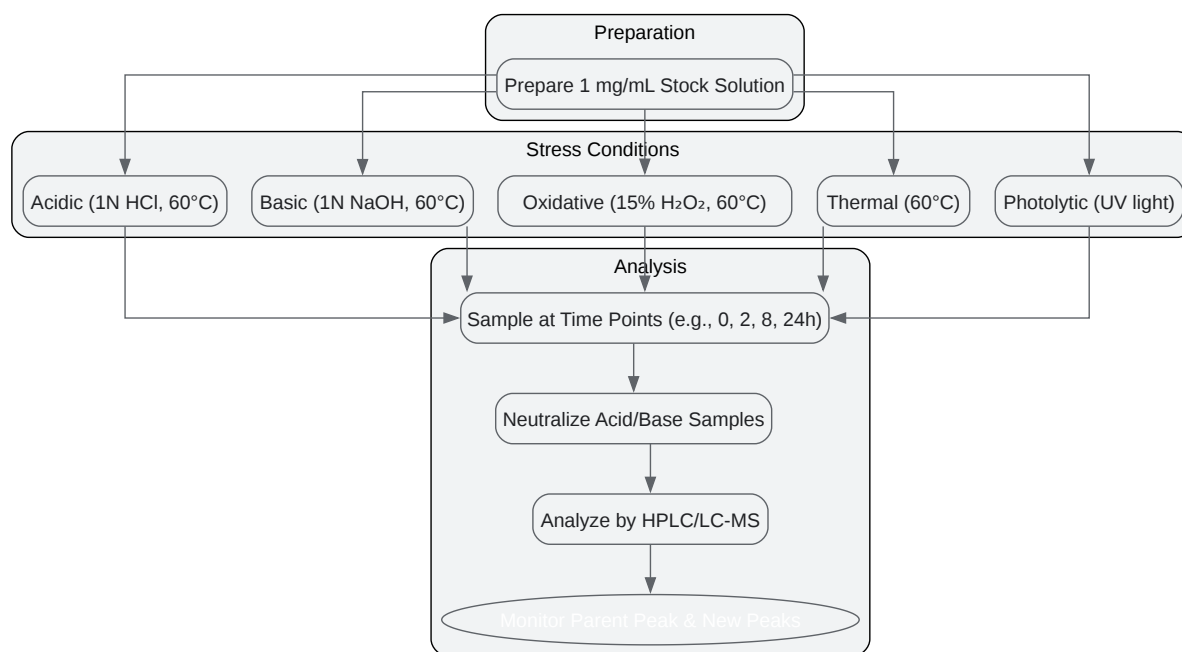 Preparation
Prepare 1 mg/mL Stock Solution
Stress Conditions
Acidic (1N HCl, 60°C)
Basic (1N NaOH, 60°C)
Oxidative (15% H₂O₂, 60°C)
Thermal (60°C)
Photolytic (UV light)
Analysis
Sample at Time Points (e.g., 0, 2, 8, 24h)
Neutralize Acid/Base Samples
Analyze by HPLC/LC-MS
Monitor Parent Peak & New Peaks